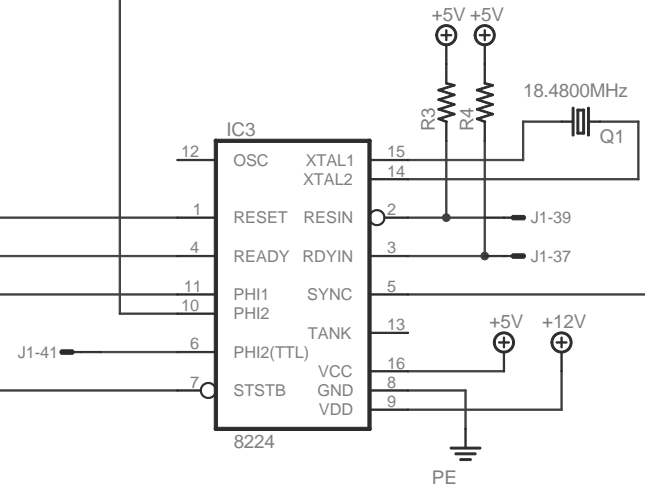 +5V +5V
18.4800MHz
R3
R4
Q1
IC3
12 OSC XTAL1 15
XTAL2 14
1 RESET RESIN 2 J1-39
4 READY RDYIN 3 J1-37
11 PHI1 SYNC 5
10 PHI2
TANK 13
+5V +12V
J1-41 6 PHI2(TTL)
VCC 16
7 STSTB GND 8
VDD 9
8224
PE